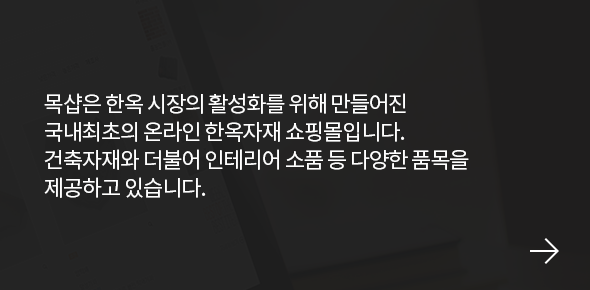 목샵은 한옥 시장의 활성화를 위해 만들어진
국내최초의 온라인 한옥자재 쇼핑몰입니다.
건축자재와 더불어 인테리어 소품 등 다양한 품목을
제공하고 있습니다.